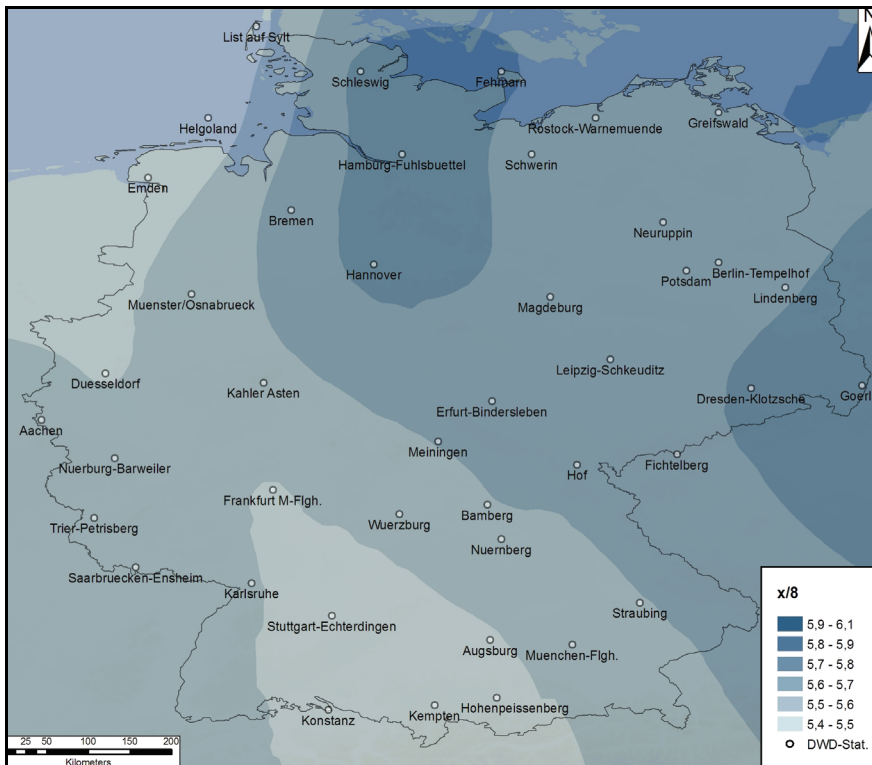 N
List auf Sylt
Schleswig
Fehmarn
Helgoland
Rostock-Warnemuende
Greifswald
Hamburg-Fuhlsbuettel
Schwerin
Emden
Bremen
Neuruppin
Hannover
Berlin-Tempelhof
Potsdam
Lindenberg
Muenster/Osnabrueck
Magdeburg
Duesseldorf
Kahler Asten
Leipzig-Schkeuditz
Dresden-Klotzsche
Goerl
Erfurt-Bindersleben
Aachen
Meiningen
Nuerburg-Barweiler
Hof
Fichtelberg
Frankfurt M-Flgh.
Wuerzburg
Bamberg
Trier-Petrisberg
Nuernberg
Saarbruecken-Ensheim
Karlsruhe
Stuttgart-Echterdingen
Straubing
Augsburg
Muenchen-Flgh.
Konstanz
Kempten
Hohenpeissenberg
x/8
5,9 - 6,1
5,8 - 5,9
5,7 - 5,8
5,6 - 5,7
5,5 - 5,6
5,4 - 5,5
DWD-Stat.
25 50 100 150 200
Kilometers